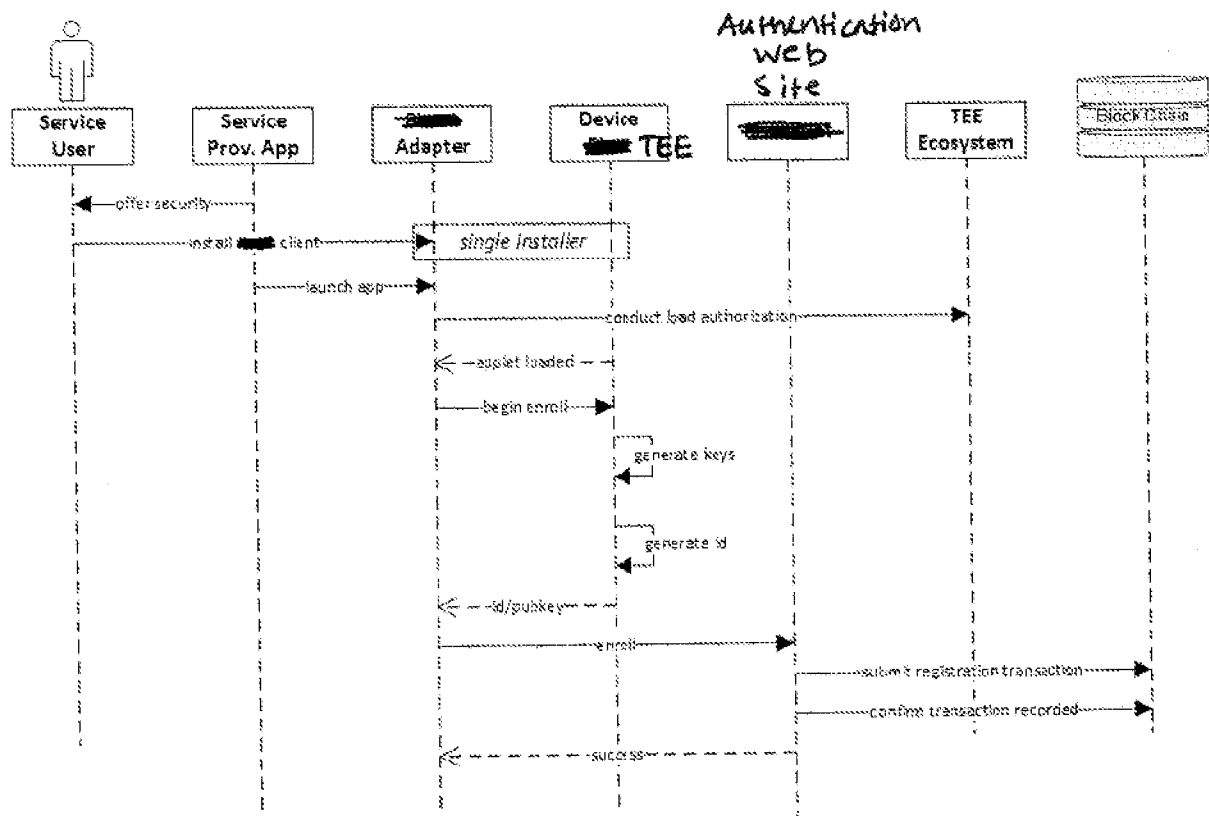 Authentication
Web
Site
Service
User
Service
Prov. App
Adapter
Device
TEE
TEE
Ecosystem
Block Chain
offer security
install client
single installer
launch app
conduct load authorization
applet loaded
begin enroll
generate keys
generate id
id/pubkey
enroll
submit registration transaction
confirm transaction recorded
success